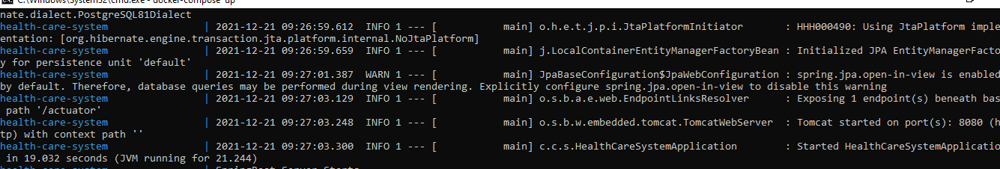 C:\Windows\System32\cmd.exe - docker-compose up
nate.dialect.PostgreSQL81Dialect
health-care-system | 2021-12-21 09:26:59.612 INFO 1 --- [ main] o.h.e.t.j.p.i.JtaPlatformInitiator : HHH000490: Using JtaPlatform imple
entation: [org.hibernate.engine.transaction.jta.platform.internal.NoJtaPlatform]
health-care-system | 2021-12-21 09:26:59.659 INFO 1 --- [ main] j.LocalContainerEntityManagerFactoryBean : Initialized JPA EntityManagerFacto
y for persistence unit 'default'
health-care-system | 2021-12-21 09:27:01.387 WARN 1 --- [ main] JpaBaseConfiguration$JpaWebConfiguration : spring.jpa.open-in-view is enabled
by default. Therefore, database queries may be performed during view rendering. Explicitly configure spring.jpa.open-in-view to disable this warning
health-care-system | 2021-12-21 09:27:03.129 INFO 1 --- [ main] o.s.b.a.e.web.EndpointLinksResolver : Exposing 1 endpoint(s) beneath bas
path '/actuator'
health-care-system | 2021-12-21 09:27:03.248 INFO 1 --- [ main] o.s.b.w.embedded.tomcat.TomcatWebServer : Tomcat started on port(s): 8080 (h
tp) with context path ''
health-care-system | 2021-12-21 09:27:03.300 INFO 1 --- [ main] c.c.s.HealthCareSystemApplication : Started HealthCareSystemApplicatio
in 19.032 seconds (JVM running for 21.244)
health-care-system | SpringBoot Server Starts